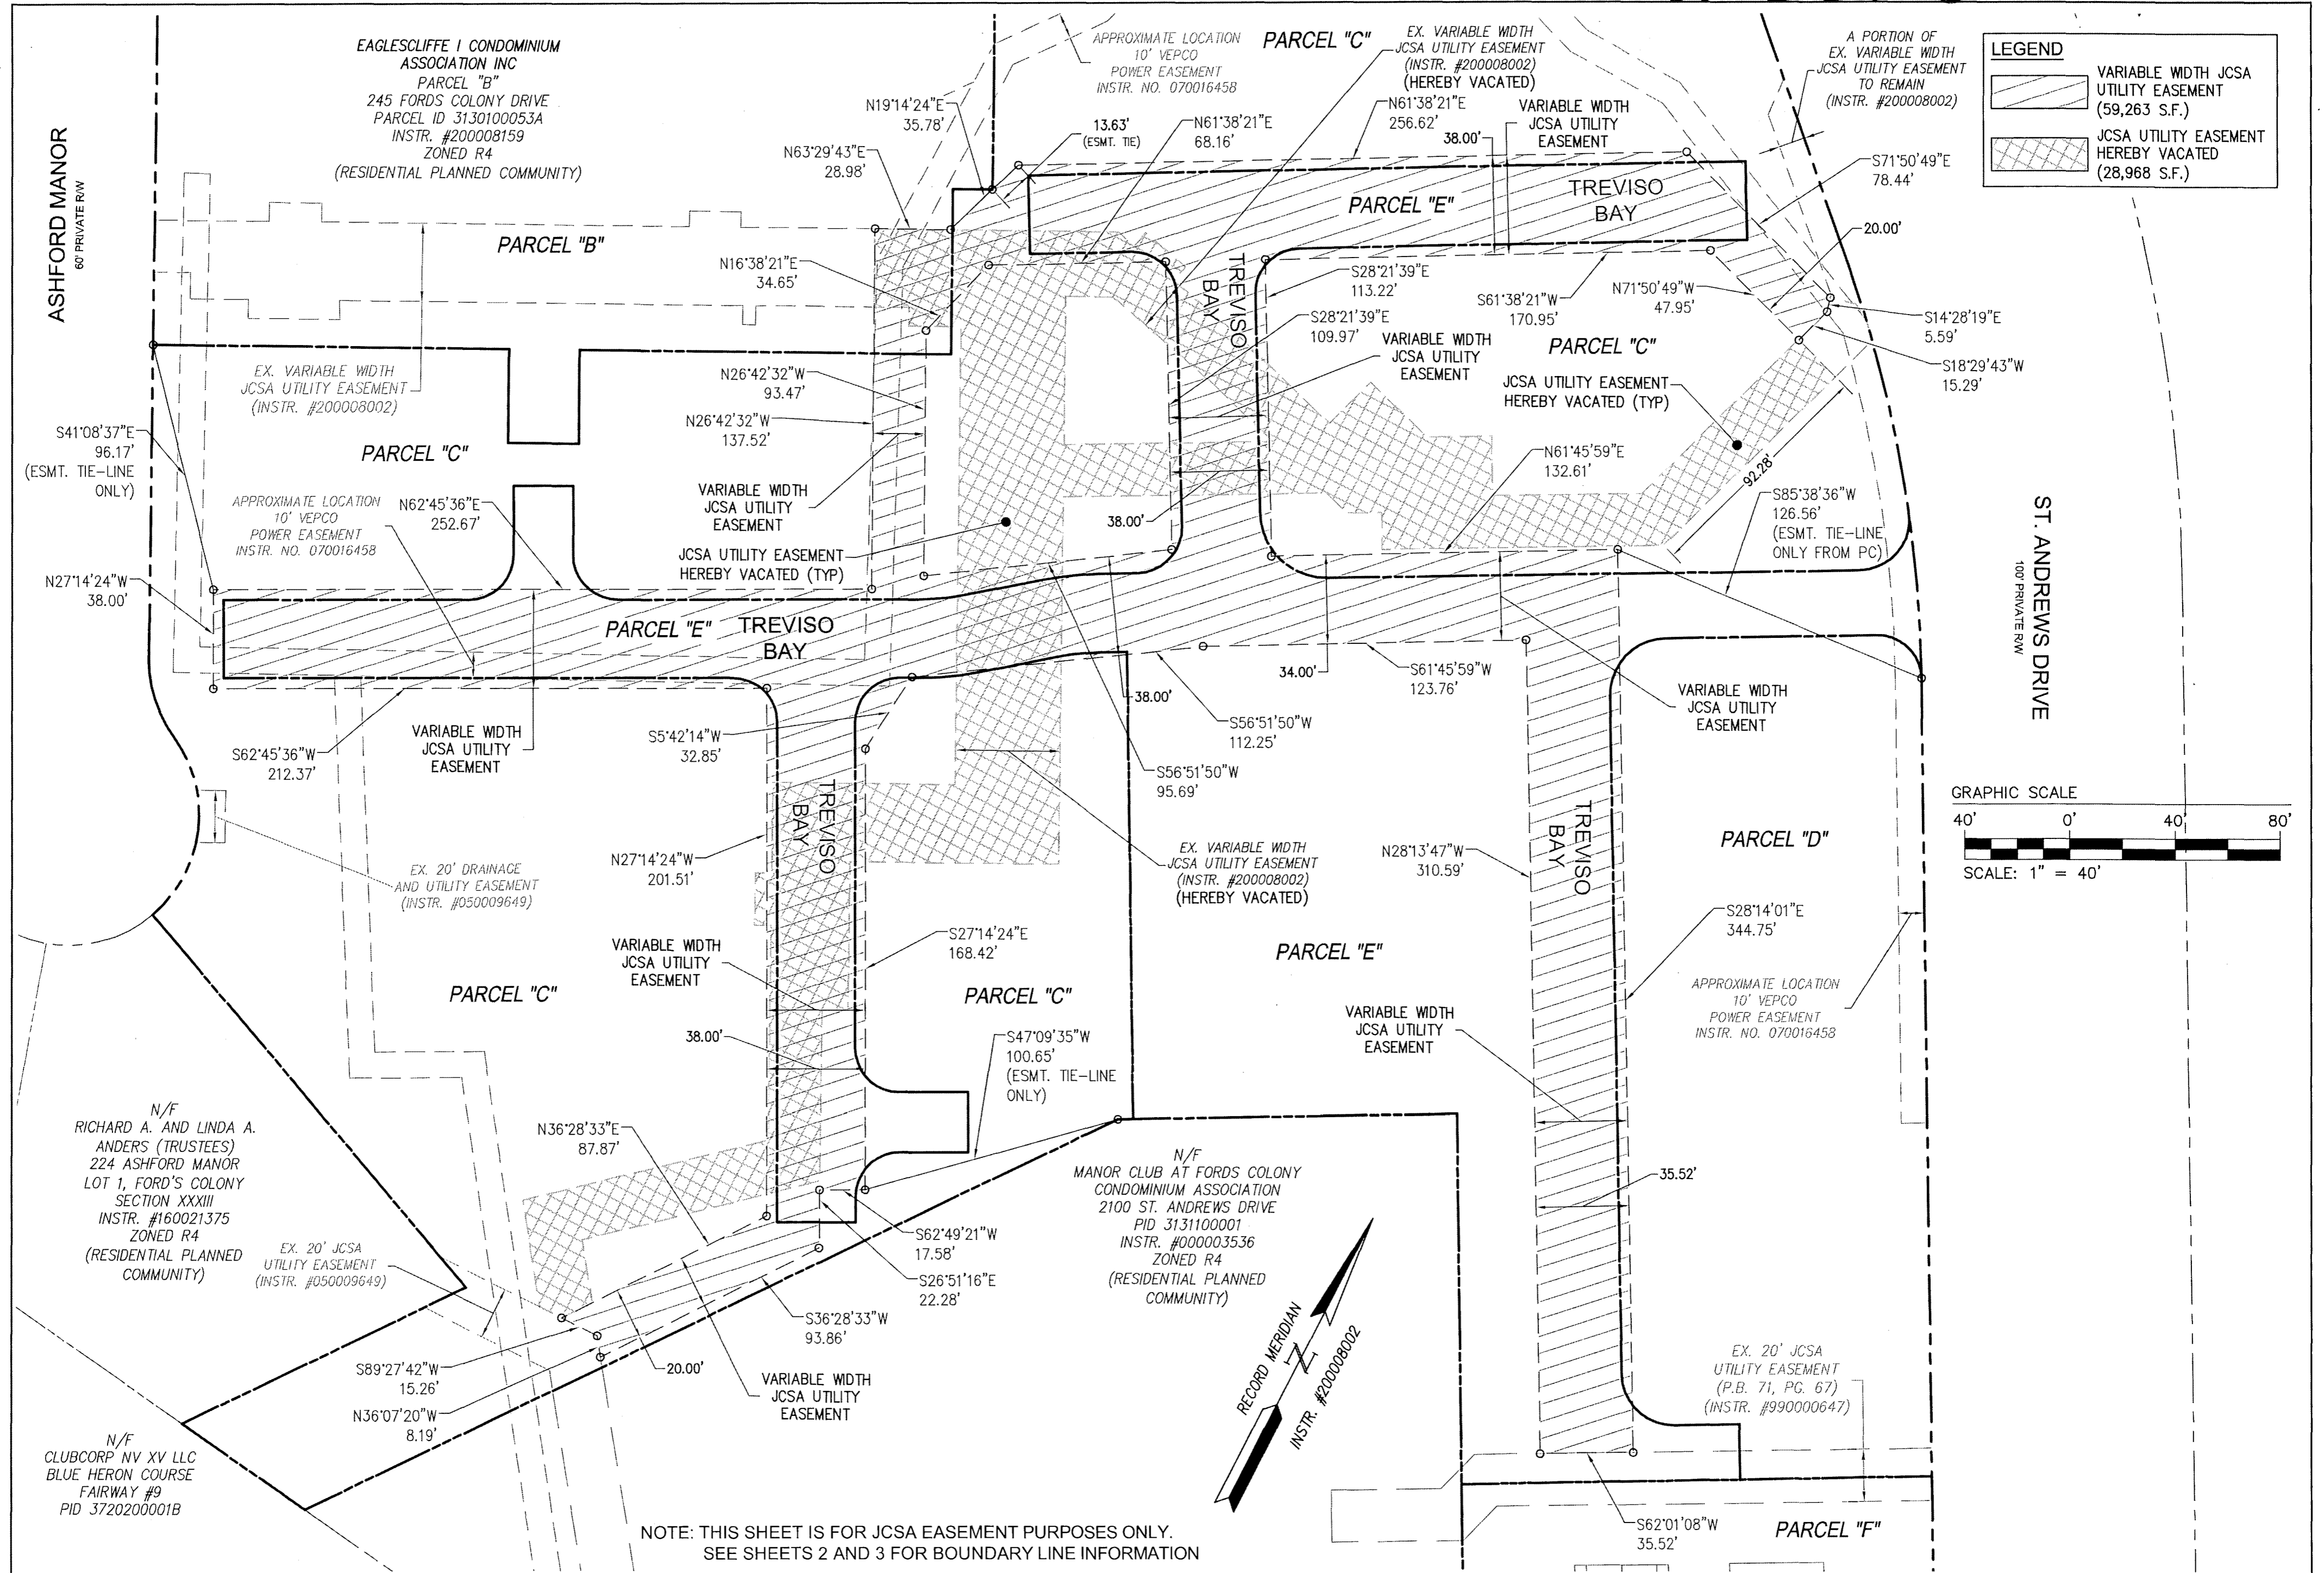 EAGLESCLIFFE I CONDOMINIUM
ASSOCIATION INC
PARCEL "B"
245 FORDS COLONY DRIVE
PARCEL ID 3130100053A
INSTR. #200008159
ZONED R4
(RESIDENTIAL PLANNED COMMUNITY)
ASHFORD MANOR
60' PRIVATE R/W
PARCEL "B"
APPROXIMATE LOCATION
10' VEPCO
POWER EASEMENT
INSTR. NO. 070016458
PARCEL "C"
EX. VARIABLE WIDTH
JCSA UTILITY EASEMENT
(INSTR. #200008002)
(HEREBY VACATED)
A PORTION OF
EX. VARIABLE WIDTH
JCSA UTILITY EASEMENT
TO REMAIN
(INSTR. #200008002)
LEGEND
VARIABLE WIDTH JCSA
UTILITY EASEMENT
(59,263 S.F.)
JCSA UTILITY EASEMENT
HEREBY VACATED
(28,968 S.F.)
N19°14'24"E
35.78'
13.63'
(ESMT. TIE)
N61°38'21"E
68.16'
N61°38'21"E
256.62'
38.00'
VARIABLE WIDTH
JCSA UTILITY
EASEMENT
N63°29'43"E
28.98'
S71°50'49"E
78.44'
20.00'
PARCEL "E"
TREVISO
BAY
N16°38'21"E
34.65'
TREVISO
BAY
S28°21'39"E
113.22'
S28°21'39"E
109.97'
S61°38'21"W
170.95'
N71°50'49"W
47.95'
S14°28'19"E
5.59'
S18°29'43"W
15.29'
VARIABLE WIDTH
JCSA UTILITY
EASEMENT
PARCEL "C"
JCSA UTILITY EASEMENT
HEREBY VACATED (TYP)
EX. VARIABLE WIDTH
JCSA UTILITY EASEMENT
(INSTR. #200008002)
N26°42'32"W
93.47'
N26°42'32"W
137.52'
S41°08'37"E
96.17'
(ESMT. TIE-LINE
ONLY)
PARCEL "C"
N61°45'59"E
132.61'
92.28'
APPROXIMATE LOCATION
10' VEPCO
POWER EASEMENT
INSTR. NO. 070016458
N62°45'36"E
252.67'
VARIABLE WIDTH
JCSA UTILITY
EASEMENT
38.00'
S85°38'36"W
126.56'
(ESMT. TIE-LINE
ONLY FROM PC)
JCSA UTILITY EASEMENT
HEREBY VACATED (TYP)
N27°14'24"W
38.00'
ST. ANDREWS DRIVE
100' PRIVATE R/W
PARCEL "E"
TREVISO
BAY
34.00'
S61°45'59"W
123.76'
38.00'
VARIABLE WIDTH
JCSA UTILITY
EASEMENT
S62°45'36"W
212.37'
VARIABLE WIDTH
JCSA UTILITY
EASEMENT
S5°42'14"W
32.85'
S56°51'50"W
112.25'
S56°51'50"W
95.69'
GRAPHIC SCALE
40' 0' 40' 80'
SCALE: 1" = 40'
TREVISO
BAY
TREVISO
BAY
PARCEL "D"
EX. 20' DRAINAGE
AND UTILITY EASEMENT
(INSTR. #050009649)
N27°14'24"W
201.51'
EX. VARIABLE WIDTH
JCSA UTILITY EASEMENT
(INSTR. #200008002)
(HEREBY VACATED)
N28°13'47"W
310.59'
S28°14'01"E
344.75'
VARIABLE WIDTH
JCSA UTILITY
EASEMENT
S27°14'24"E
168.42'
PARCEL "E"
PARCEL "C"
PARCEL "C"
APPROXIMATE LOCATION
10' VEPCO
POWER EASEMENT
INSTR. NO. 070016458
38.00'
S47°09'35"W
100.65'
(ESMT. TIE-LINE
ONLY)
VARIABLE WIDTH
JCSA UTILITY
EASEMENT
N/F
RICHARD A. AND LINDA A.
ANDERS (TRUSTEES)
224 ASHFORD MANOR
LOT 1, FORD'S COLONY
SECTION XXXIII
INSTR. #160021375
ZONED R4
(RESIDENTIAL PLANNED
COMMUNITY)
N36°28'33"E
87.87'
N/F
MANOR CLUB AT FORDS COLONY
CONDOMINIUM ASSOCIATION
2100 ST. ANDREWS DRIVE
PID 3131100001
INSTR. #000003536
ZONED R4
(RESIDENTIAL PLANNED
COMMUNITY)
35.52'
EX. 20' JCSA
UTILITY EASEMENT
(INSTR. #050009649)
S62°49'21"W
17.58'
S26°51'16"E
22.28'
S36°28'33"W
93.86'
S89°27'42"W
15.26'
20.00'
N36°07'20"W
8.19'
VARIABLE WIDTH
JCSA UTILITY
EASEMENT
RECORD MERIDIAN
N
INSTR. #200008002
EX. 20' JCSA
UTILITY EASEMENT
(P.B. 71, PG. 67)
(INSTR. #990000647)
N/F
CLUBCORP NV XV LLC
BLUE HERON COURSE
FAIRWAY #9
PID 3720200001B
S62°01'08"W
35.52'
PARCEL "F"
NOTE: THIS SHEET IS FOR JCSA EASEMENT PURPOSES ONLY.
SEE SHEETS 2 AND 3 FOR BOUNDARY LINE INFORMATION